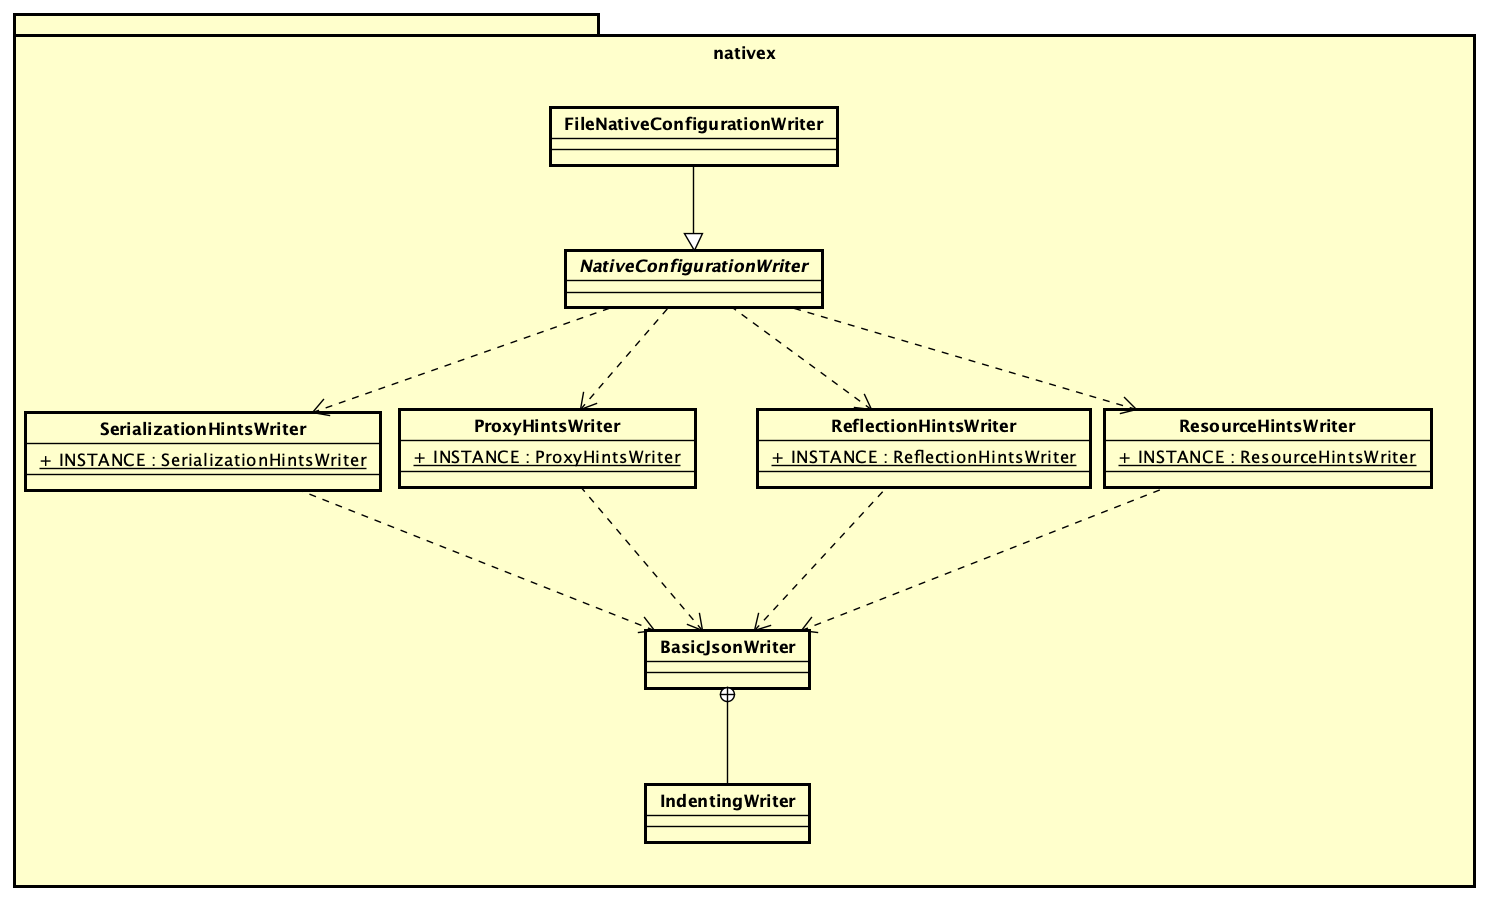 nativex
FileNativeConfigurationWriter
NativeConfigurationWriter
SerializationHintsWriter
+ INSTANCE : SerializationHintsWriter
ProxyHintsWriter
+ INSTANCE : ProxyHintsWriter
ReflectionHintsWriter
+ INSTANCE : ReflectionHintsWriter
ResourceHintsWriter
+ INSTANCE : ResourceHintsWriter
BasicJsonWriter
IndentingWriter